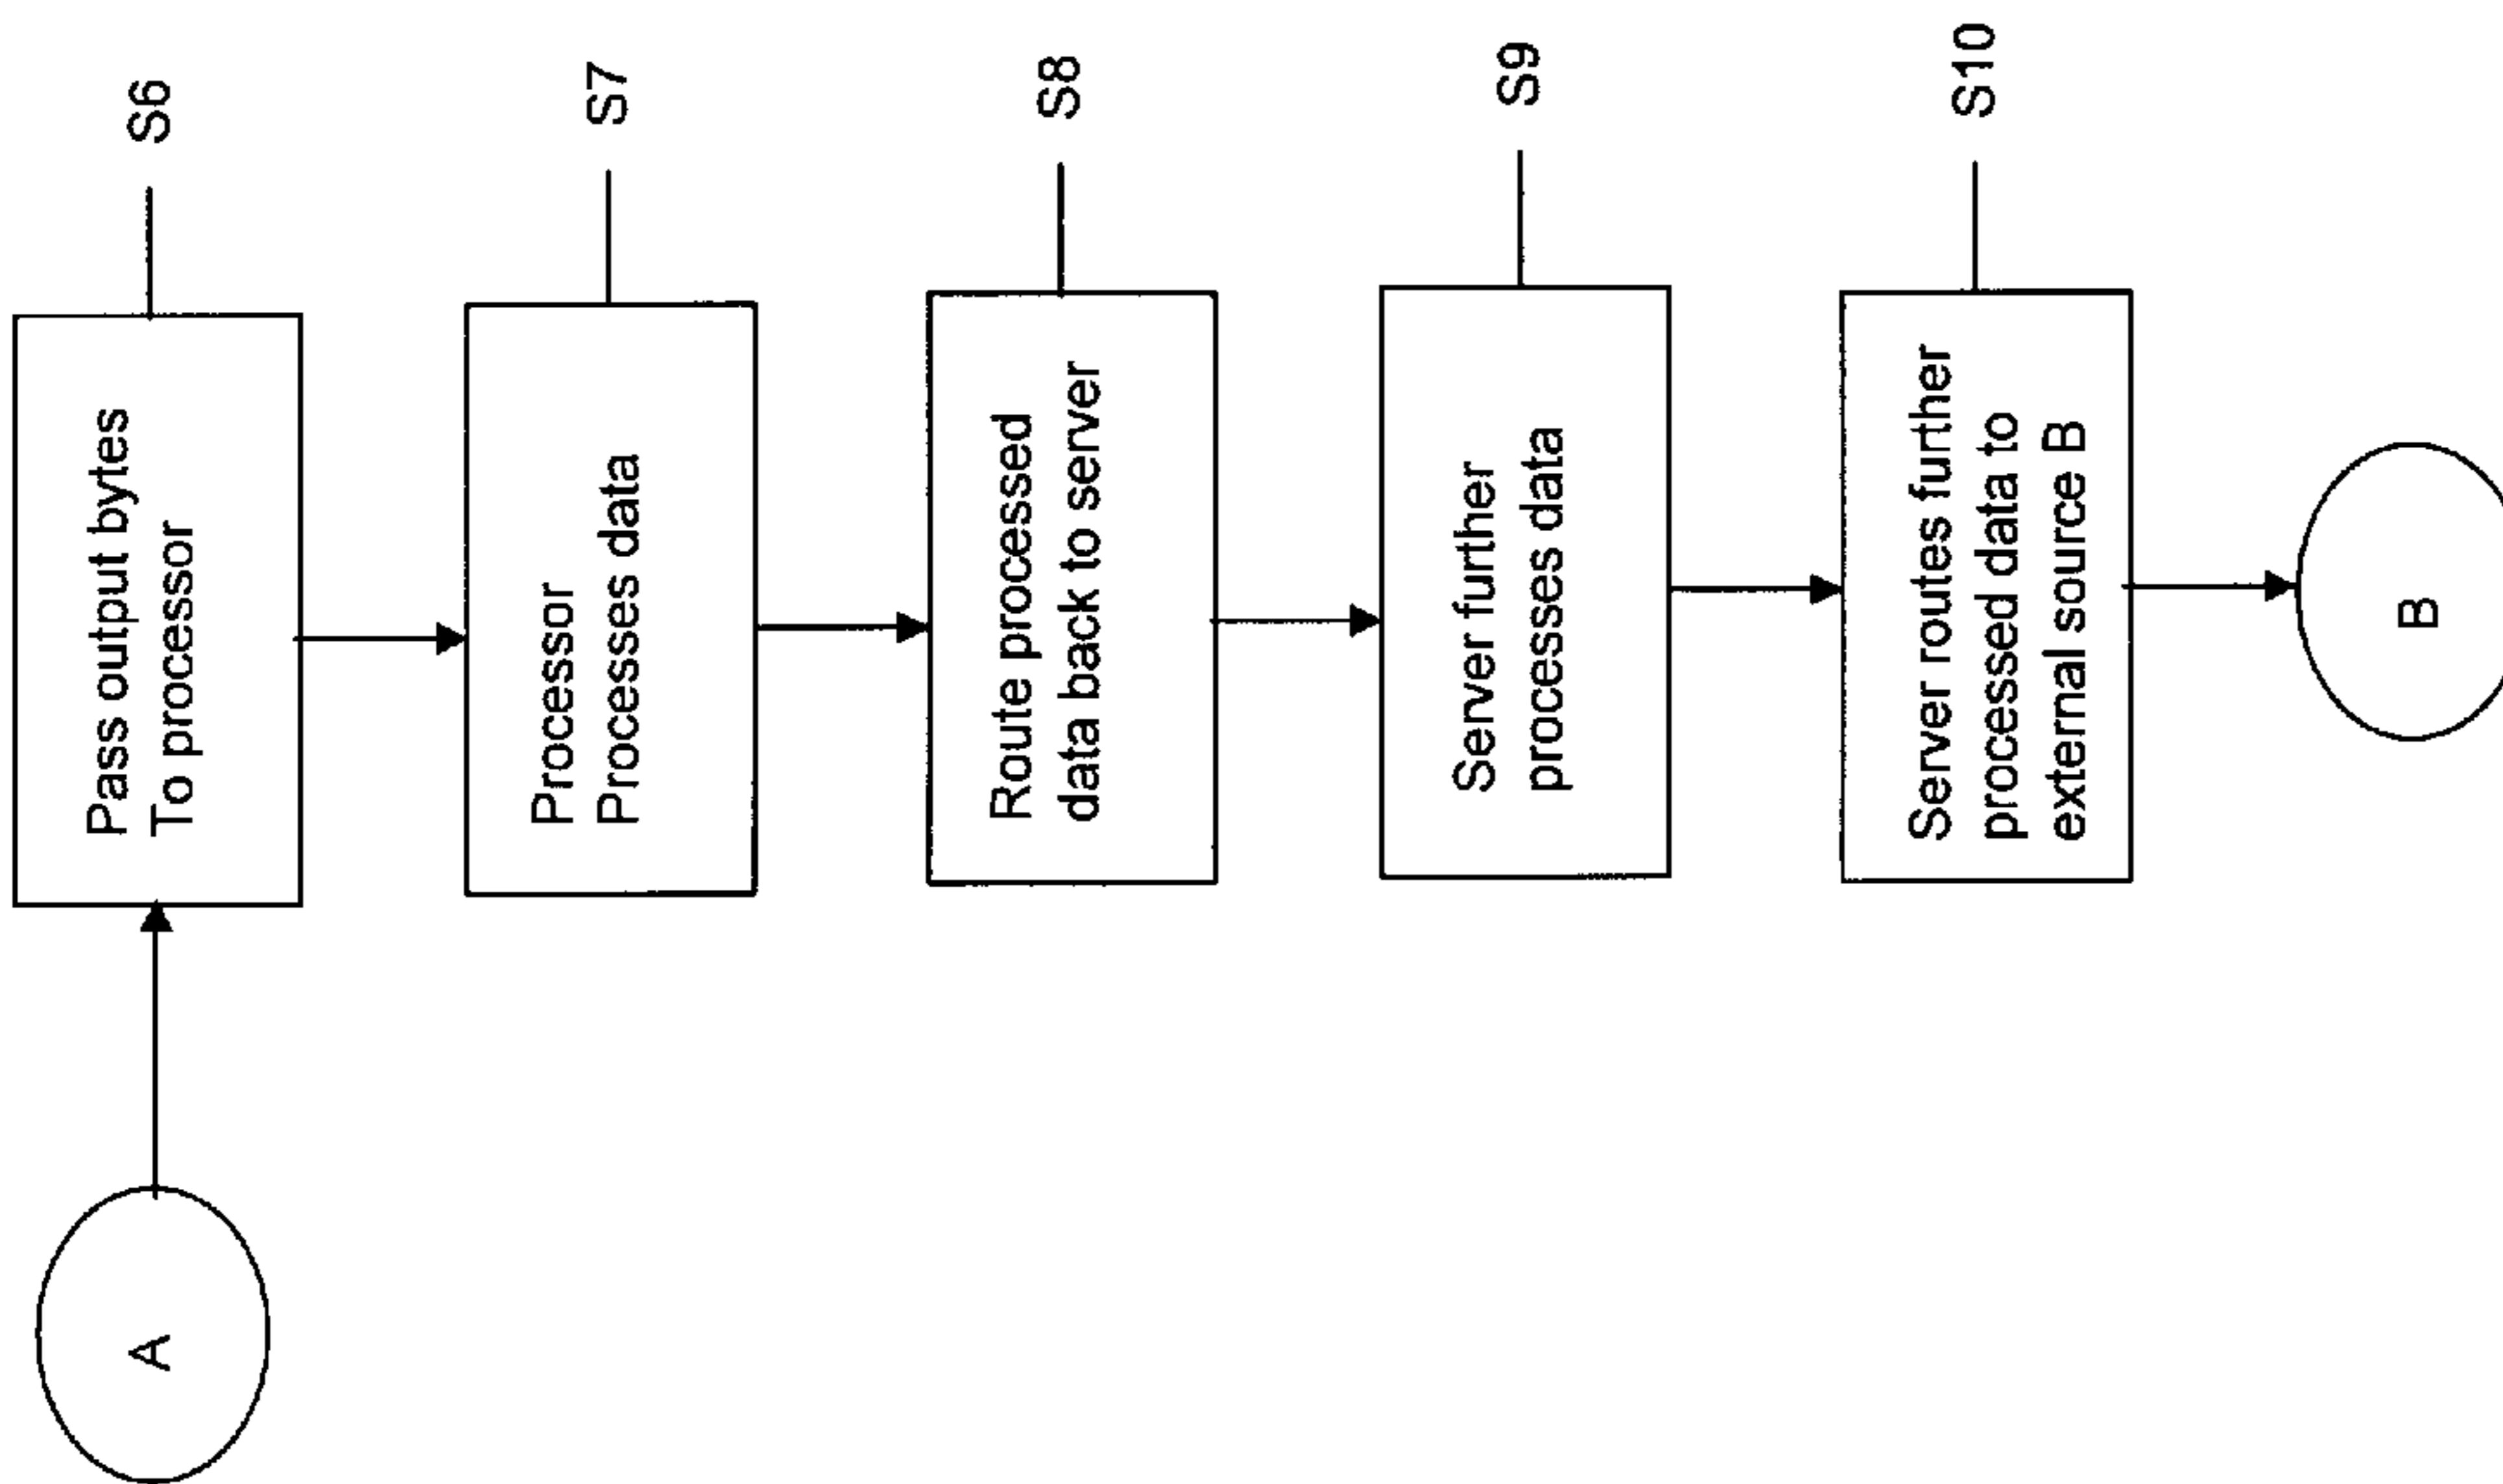 A
Pass output bytes
To processor
S6
Processor
Processes data
S7
Route processed
data back to server
S8
Server further
processes data
S9
Server routes further
processed data to
external source B
S10
B